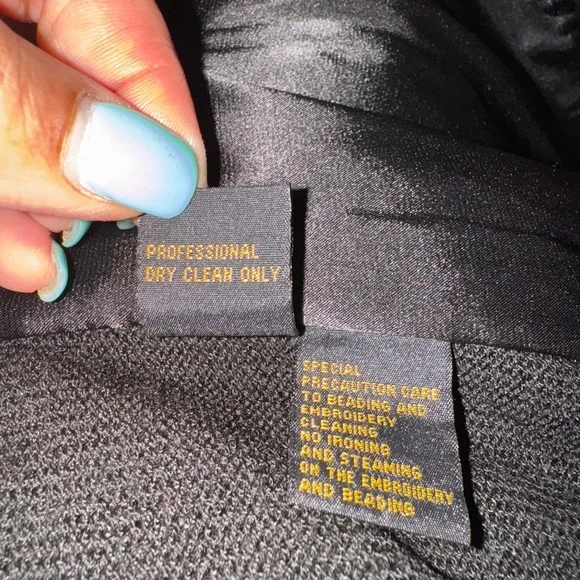 PROFESSIONAL
DRY CLEAN ONLY
SPECIAL
PRECAUTION CARE
TO BEADING AND
EMBROIDERY
CLEANING
NO IRONING
AND STEAMING
ON THE EMBROIDERY
AND BEADING